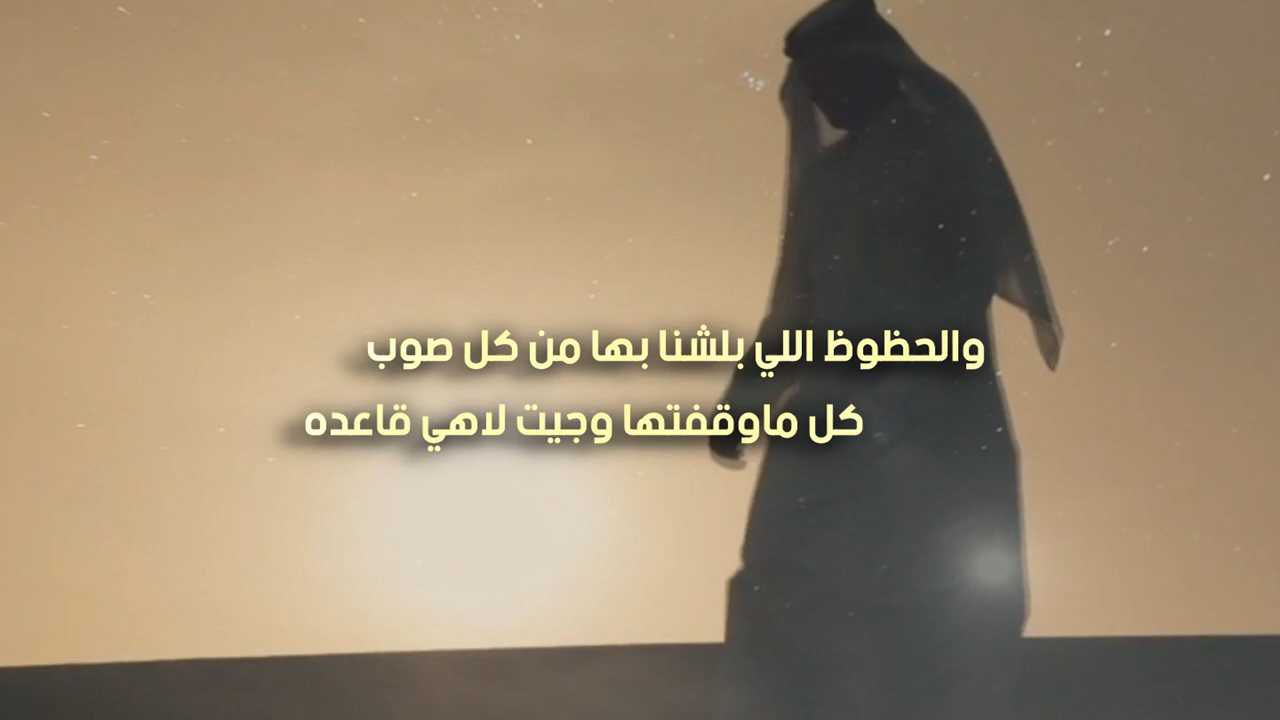 والحظوظ اللي بلشنا بها من كل صوب
كل ماوقفتها وجيت لاهي قاعده